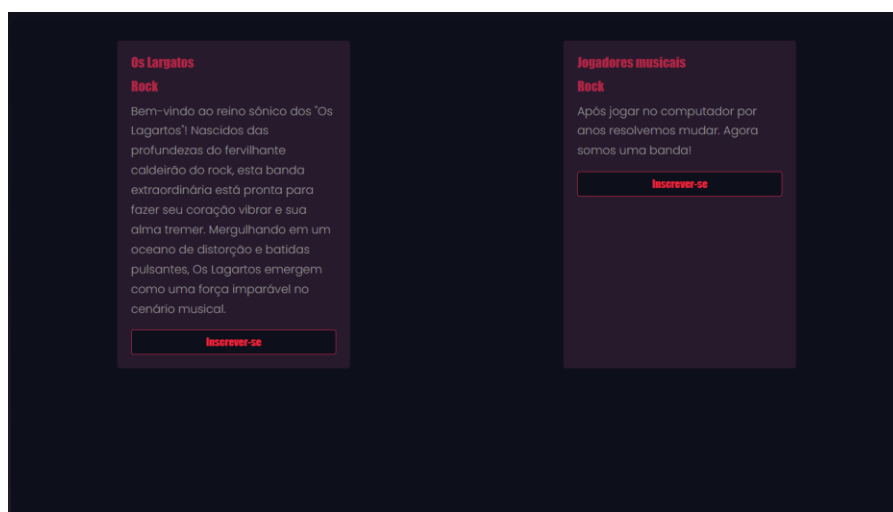 Os Largatos
Rock
Bem-vindo ao reino sônico dos "Os
Lagartos"! Nascidos das
profundezas do fervilhante
caldeirão do rock, esta banda
extraordinária está pronta para
fazer seu coração vibrar e sua
alma tremer. Mergulhando em um
oceano de distorção e batidas
pulsantes, Os Lagartos emergem
como uma força imparável no
cenário musical.
Inscrever-se
Jogadores musicais
Rock
Após jogar no computador por
anos resolvemos mudar. Agora
somos uma banda!
Inscrever-se